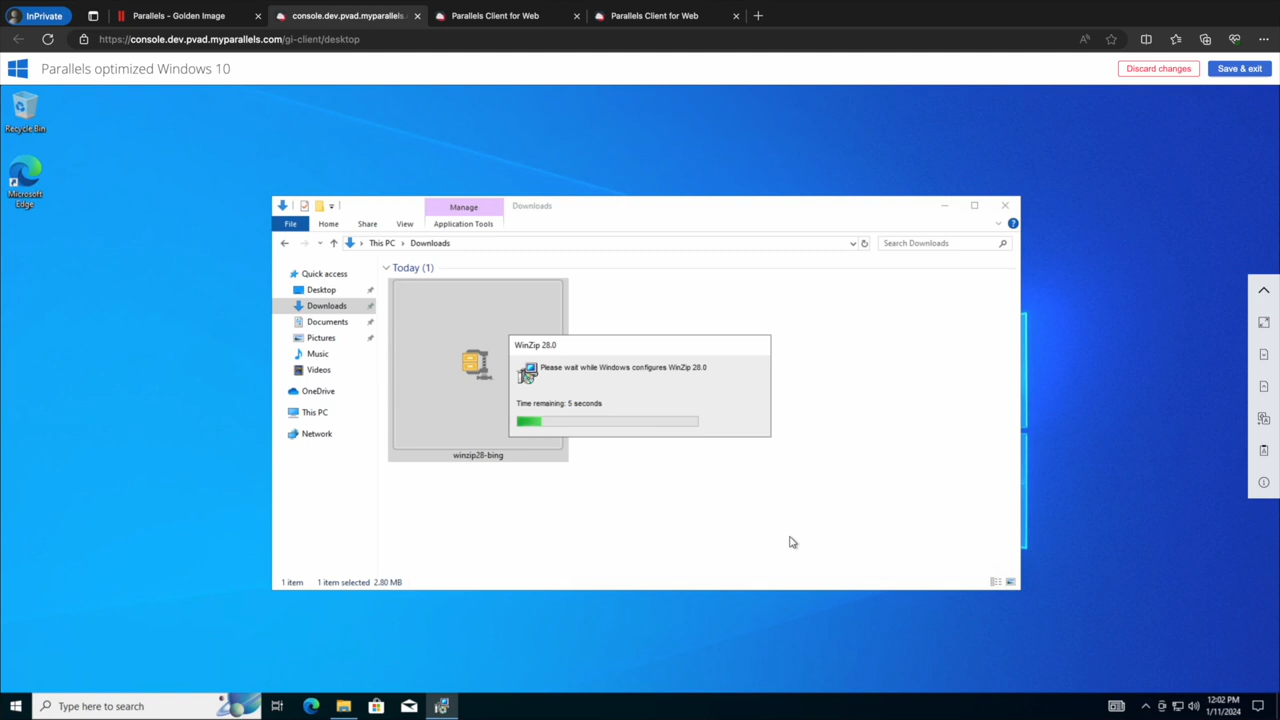 InPrivate
Parallels - Golden Image
console.dev.pvad.myparallels.
Parallels Client for Web
Parallels Client for Web
https://console.dev.pvad.myparallels.com/gi-client/desktop
Parallels optimized Windows 10
Discard changes
Save & exit
Recycle Bin
Microsoft
Edge
Manage
Downloads
File
Home
Share
View
Application Tools
This PC
Downloads
Search Downloads
Quick access
Desktop
Downloads
Documents
Pictures
Music
Videos
OneDrive
This PC
Network
Today (1)
winzip28-bing
WinZip 28.0
Please wait while Windows configures WinZip 28.0
Time remaining: 5 seconds
1 item
1 item selected
2.80 MB
Type here to search
12:02 PM
1/11/2024